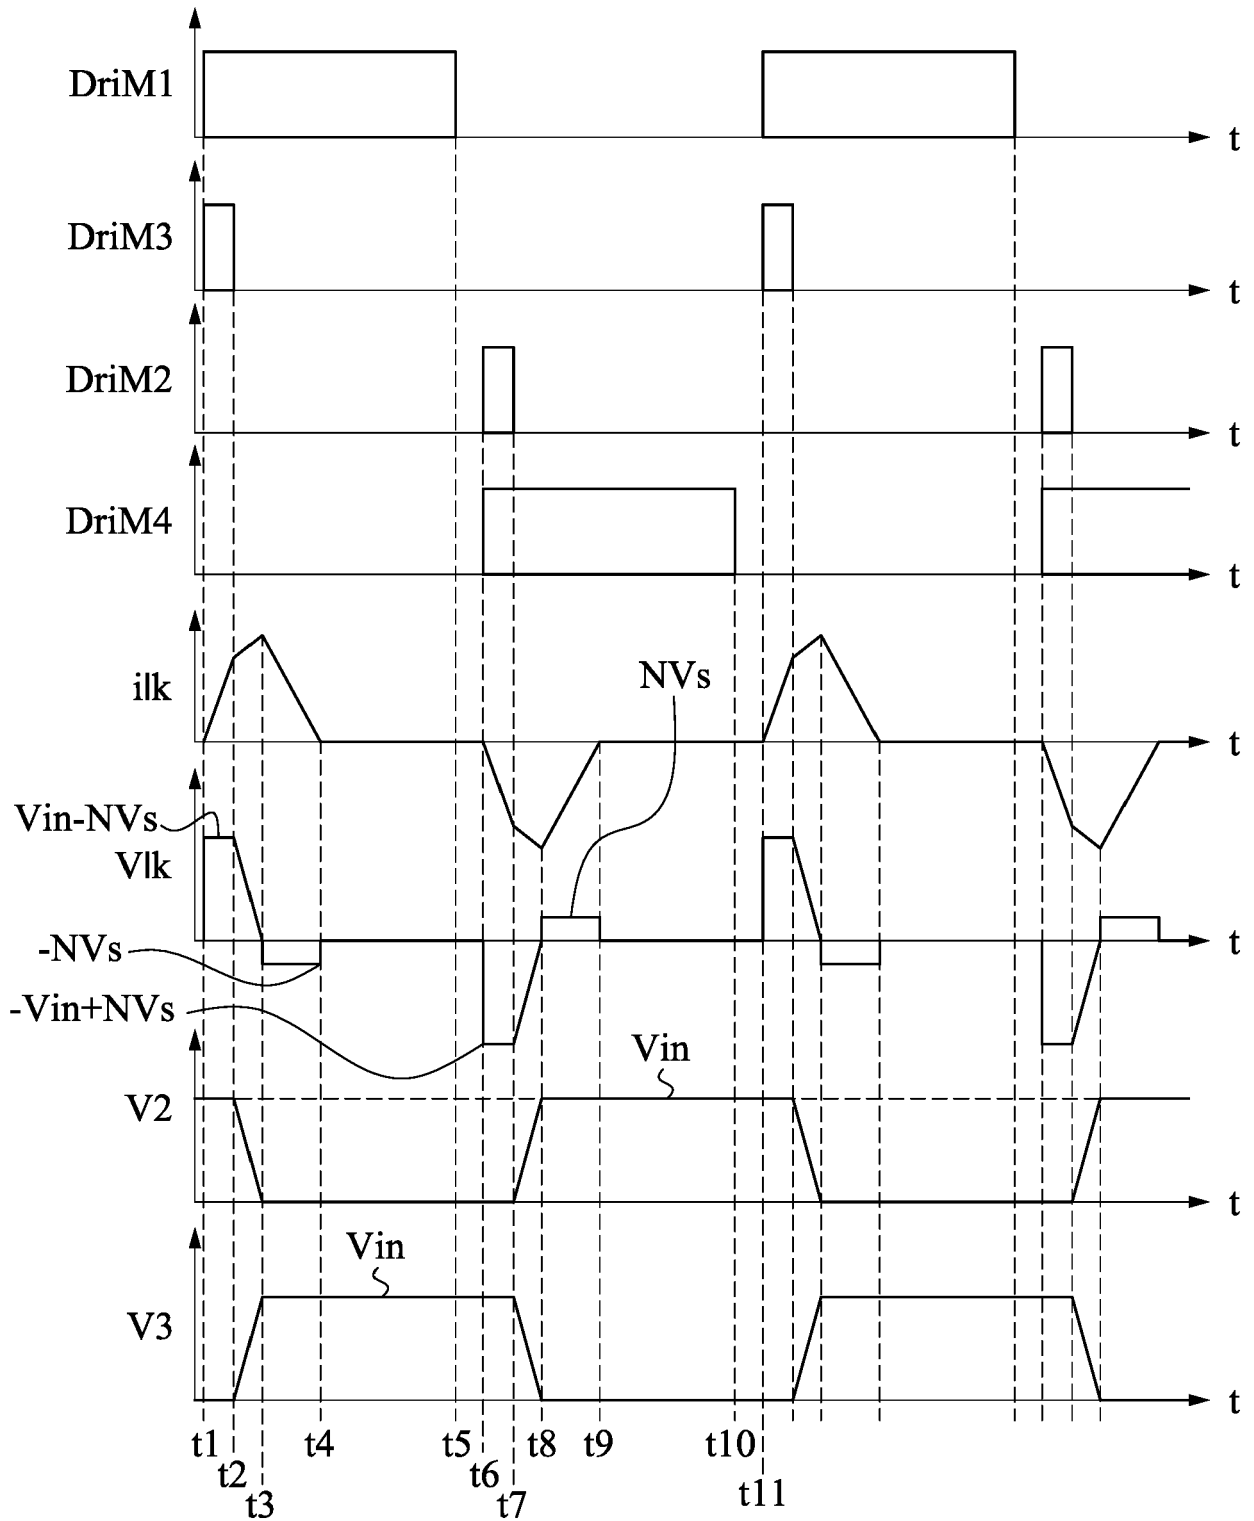 DriM1
t
DriM3
t
DriM2
t
DriM4
t
ilk
NVs
t
Vin-NVs
Vlk
-NVs
t
-Vin+NVs
Vin
V2
t
Vin
V3
t
t1 t4 t5 t8 t9 t10
t2 t6 t11
t3 t7